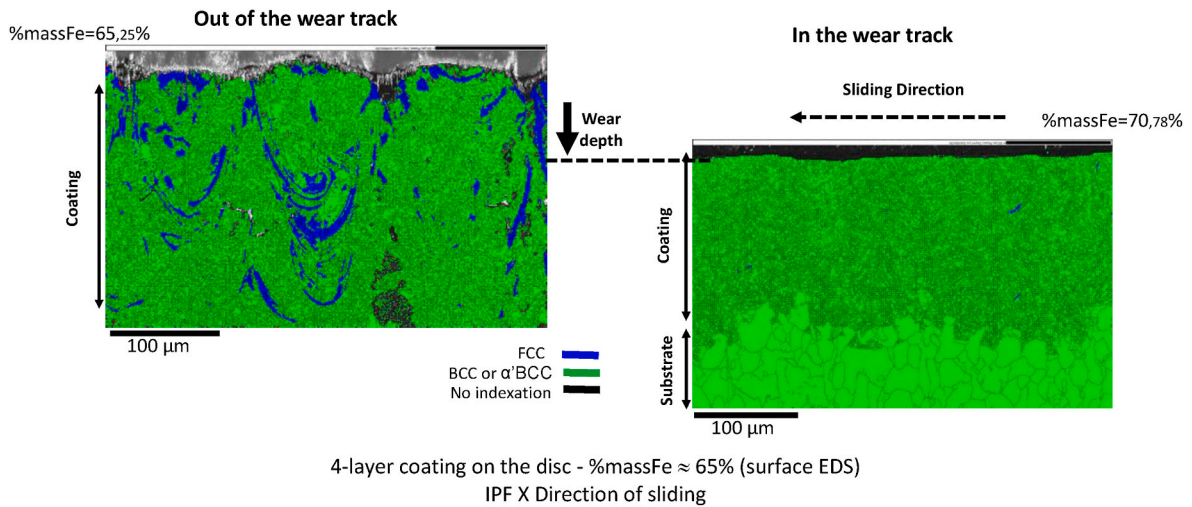 Out of the wear track
%massFe=65,25%
In the wear track
Sliding Direction
%massFe=70,78%
Wear
depth
Coating
Coating
Substrate
100 µm
100 µm
FCC
BCC or α'BCC
No indexation
4-layer coating on the disc - %massFe ≈ 65% (surface EDS)
IPF X Direction of sliding